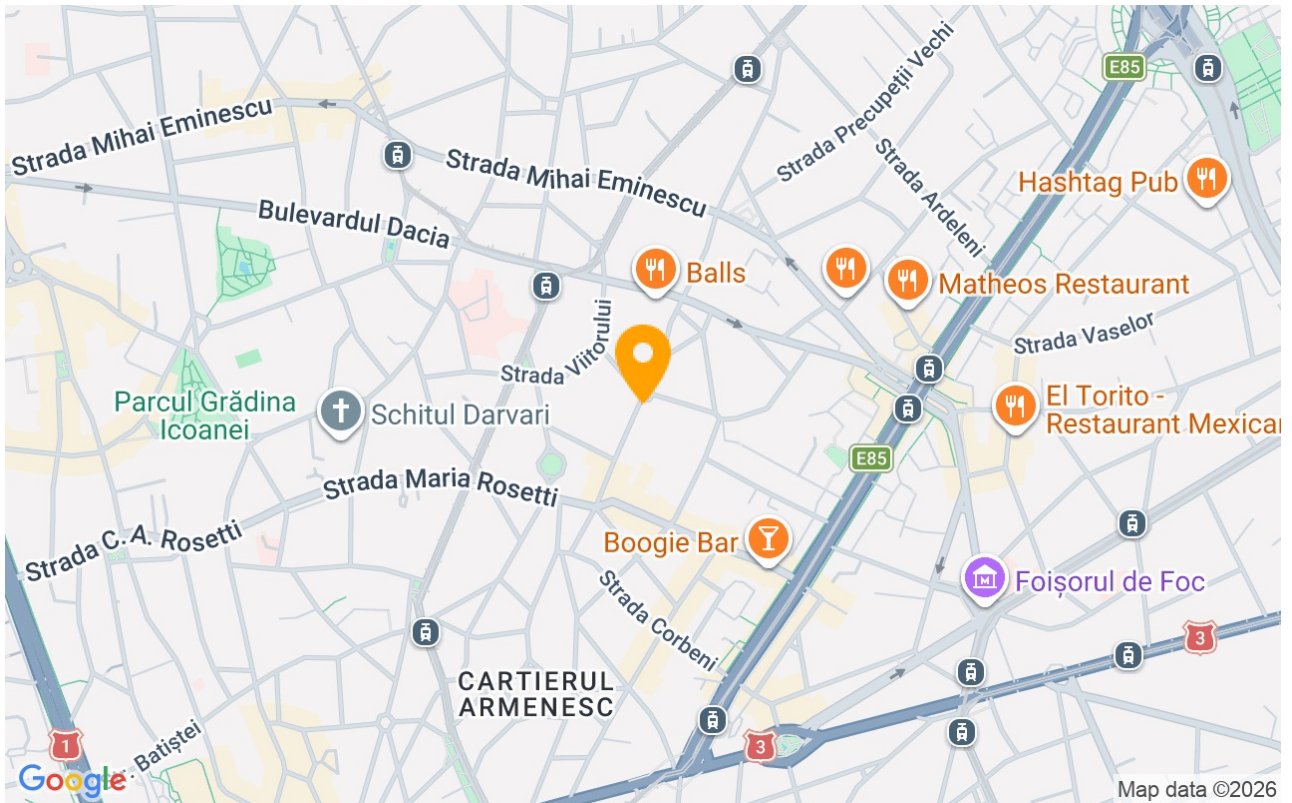 E85
Strada Precupeții Vechi
Strada Mihai Eminescu
Strada Mihai Eminescu
Strada Ardeleni
Hashtag Pub
Bulevardul Dacia
Balls
Matheos Restaurant
Strada Viitorului
Strada Vaselor
Parcul Grădina
Icoanei
Schitul Darvari
El Torito -
Restaurant Mexican
E85
Strada Maria Rosetti
Strada C. A. Rosetti
Boogie Bar
Foișorul de Foc
Strada Corbeni
3
CARTIERUL
ARMENESC
1
Batiștei
3
Google
Map data ©2026